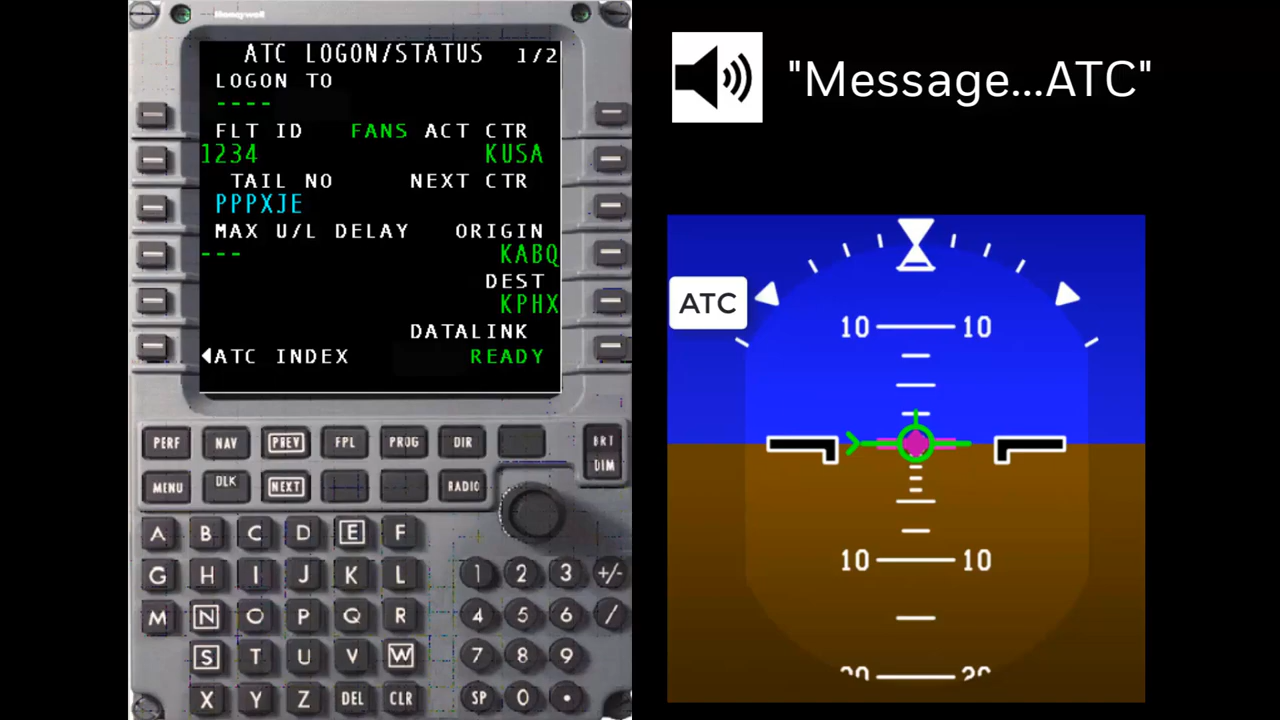 Honeywell
ATC LOGON/STATUS 1/2
LOGON TO
----
FLT ID FANS ACT CTR
1234 KUSA
TAIL NO NEXT CTR
PPPXJE
MAX U/L DELAY ORIGIN
--- KABQ
DEST
KPHX
DATALINK
ATC INDEX READY
PERF NAV PREV FPL PROG DIR
BRT
DIM
MENU DLK NEXT RADIO
A B C D E F
G H I J K L 1 2 3 +/-
M N O P Q R 4 5 6 /
S T U V W 7 8 9
X Y Z DEL CLR SP 0 •
"Message...ATC"
ATC
10 10
10 10
20 20